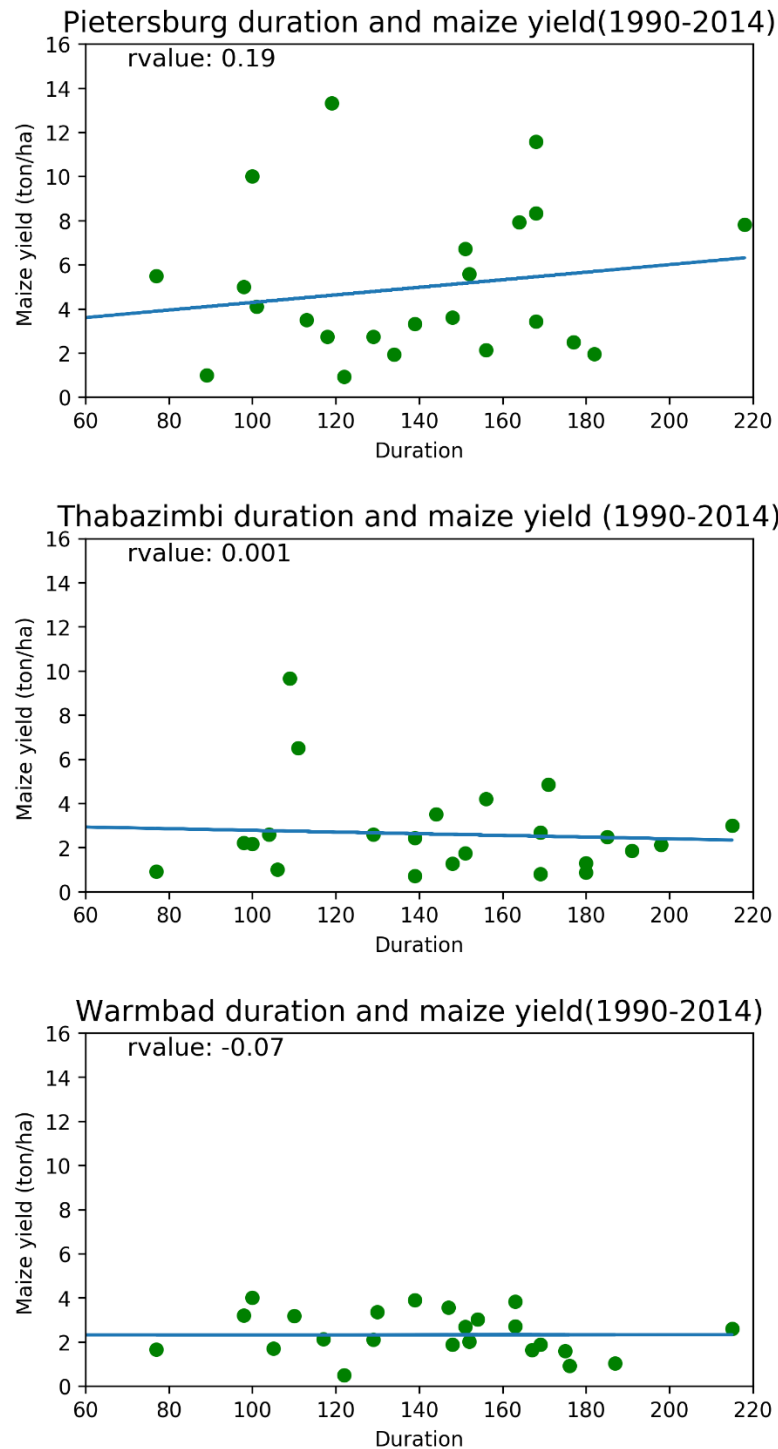 Pietersburg duration and maize yield(1990-2014)
rvalue: 0.19
Maize yield (ton/ha)
16
14
12
10
8
6
4
2
0
60 80 100 120 140 160 180 200 220
Duration
Thabazimbi duration and maize yield (1990-2014)
rvalue: 0.001
Maize yield (ton/ha)
16
14
12
10
8
6
4
2
0
60 80 100 120 140 160 180 200 220
Duration
Warmbad duration and maize yield(1990-2014)
rvalue: -0.07
Maize yield (ton/ha)
16
14
12
10
8
6
4
2
0
60 80 100 120 140 160 180 200 220
Duration